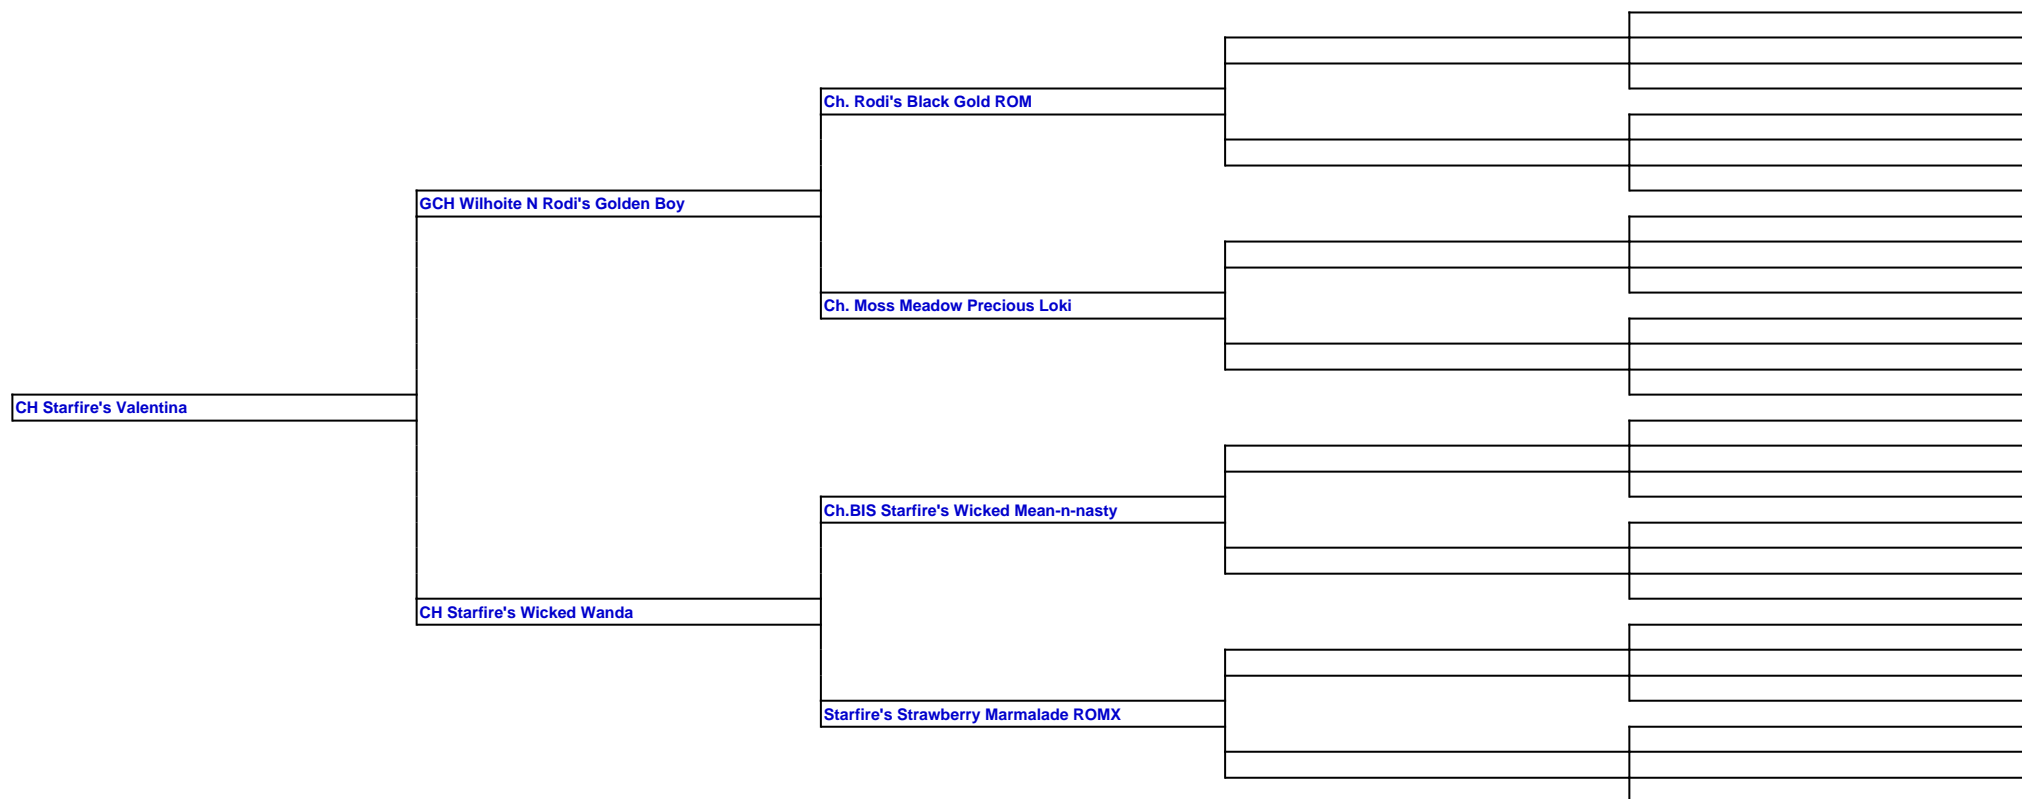 Ch. Rodi's Black Gold ROM
GCH Wilhoite N Rodi's Golden Boy
Ch. Moss Meadow Precious Loki
CH Starfire's Valentina
Ch.BIS Starfire's Wicked Mean-n-nasty
CH Starfire's Wicked Wanda
Starfire's Strawberry Marmalade ROMX